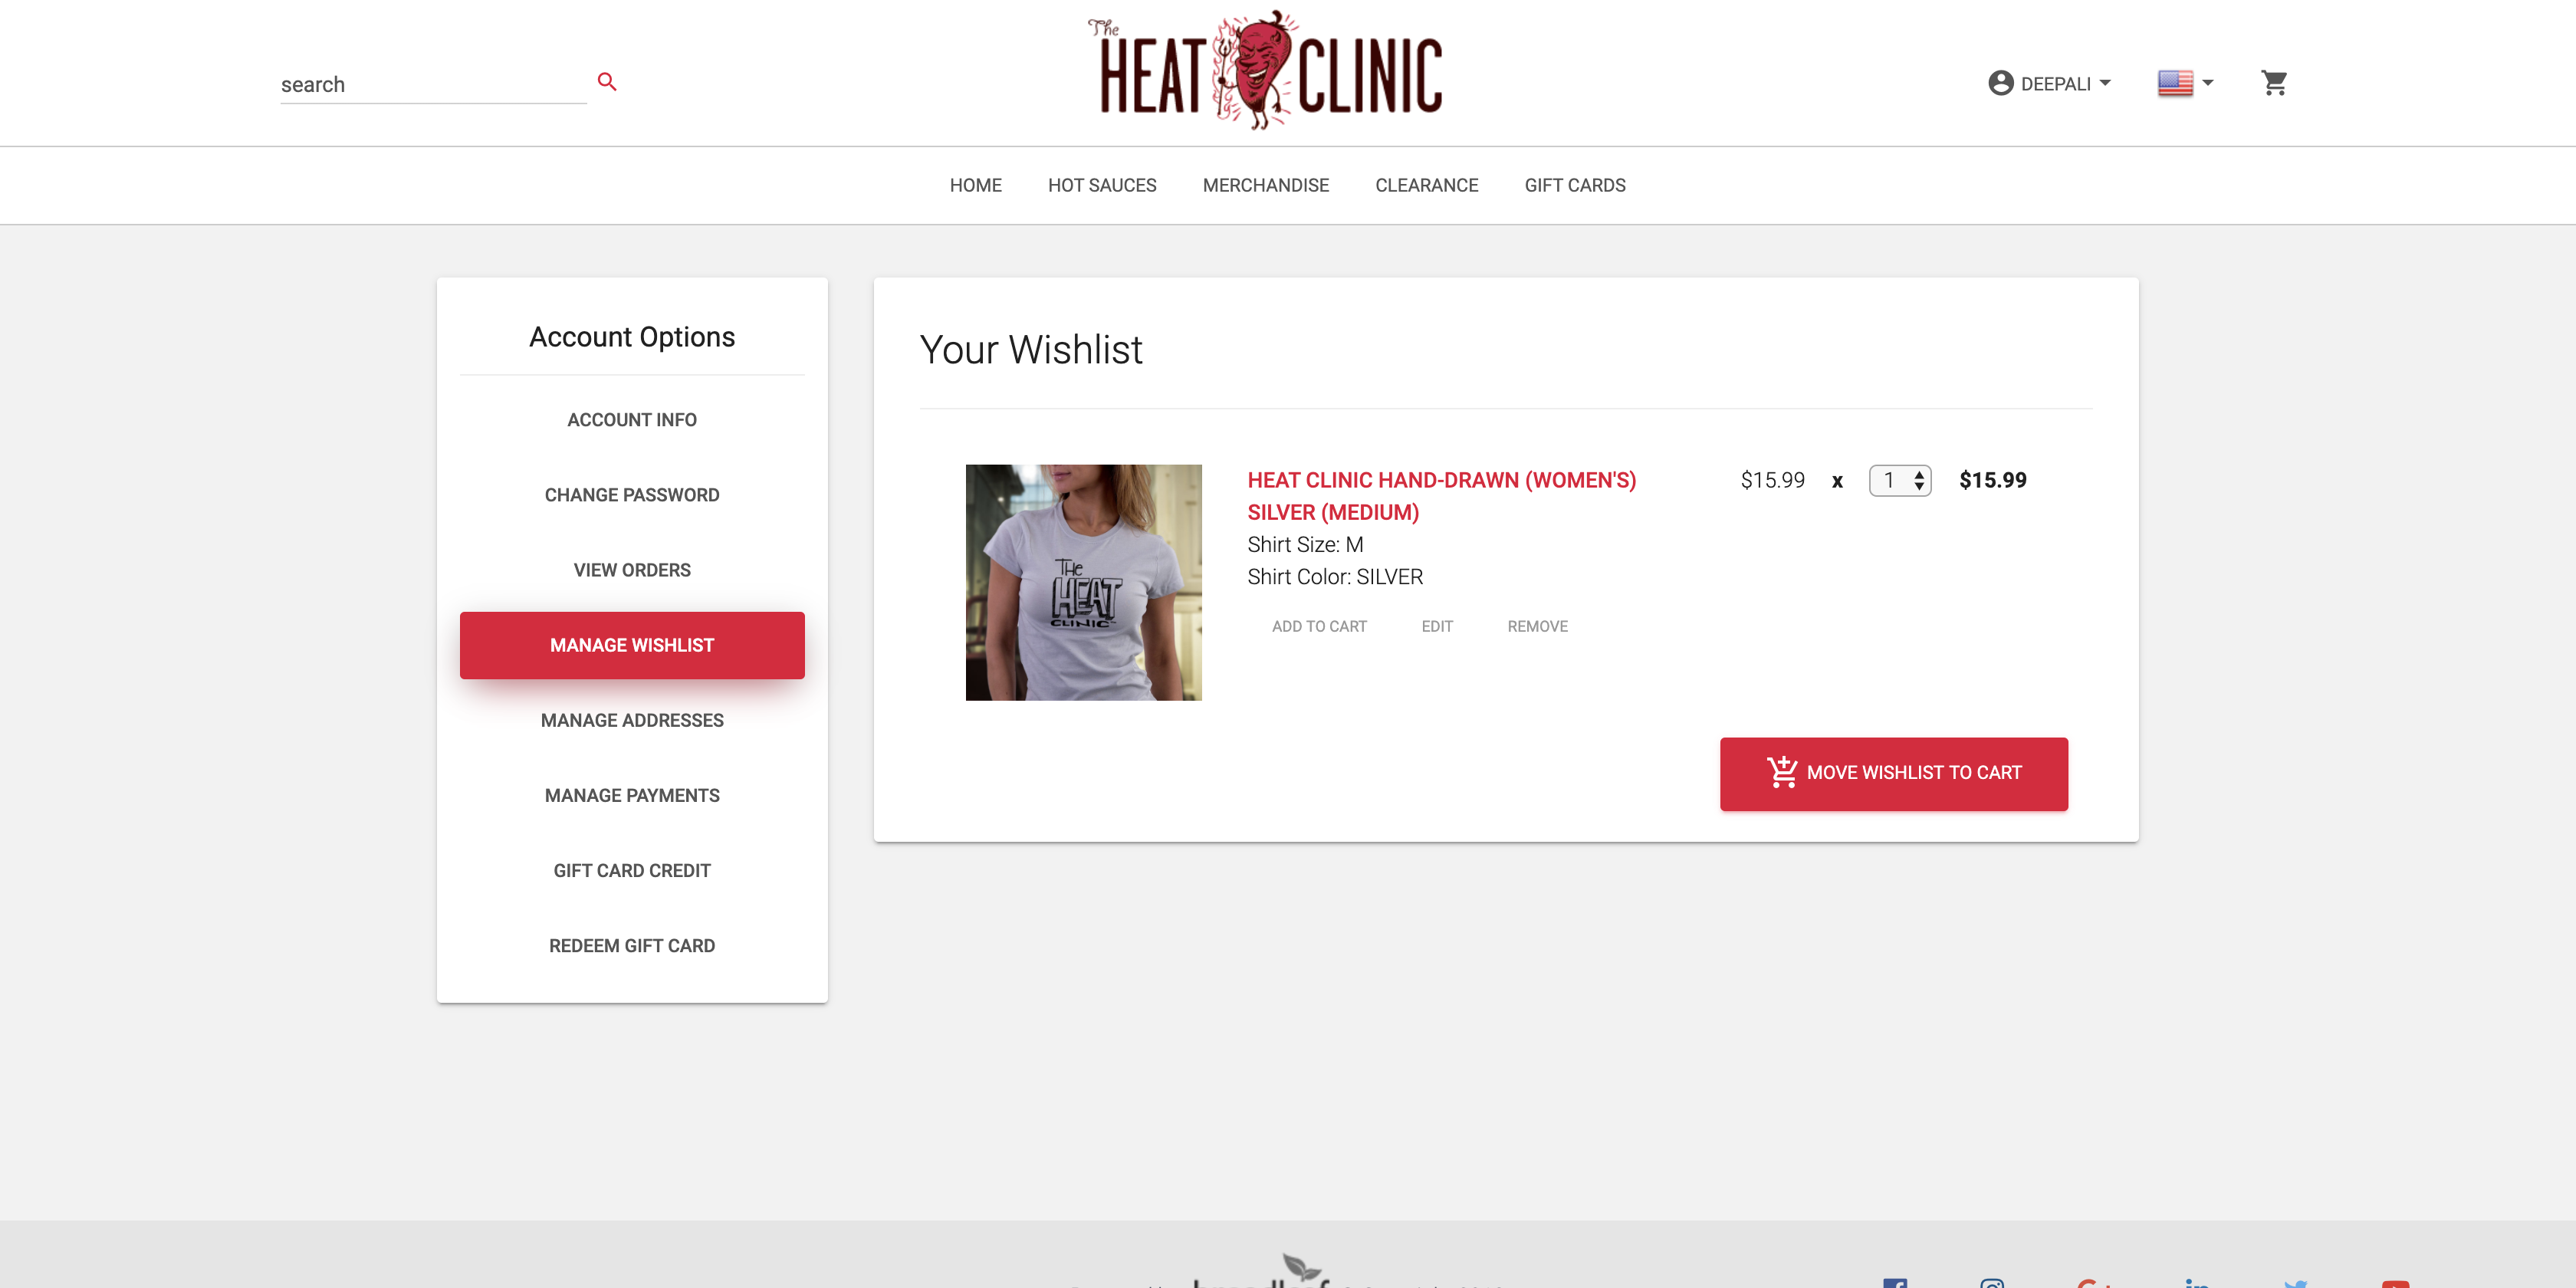 search
The
HEAT CLINIC
DEEPALI
HOME HOT SAUCES MERCHANDISE CLEARANCE GIFT CARDS
Account Options
ACCOUNT INFO
CHANGE PASSWORD
VIEW ORDERS
MANAGE WISHLIST
MANAGE ADDRESSES
MANAGE PAYMENTS
GIFT CARD CREDIT
REDEEM GIFT CARD
Your Wishlist
The
HEAT
CLINIC
HEAT CLINIC HAND-DRAWN (WOMEN'S)
SILVER (MEDIUM)
Shirt Size: M
Shirt Color: SILVER
ADD TO CART EDIT REMOVE
$15.99 x 1 $15.99
MOVE WISHLIST TO CART